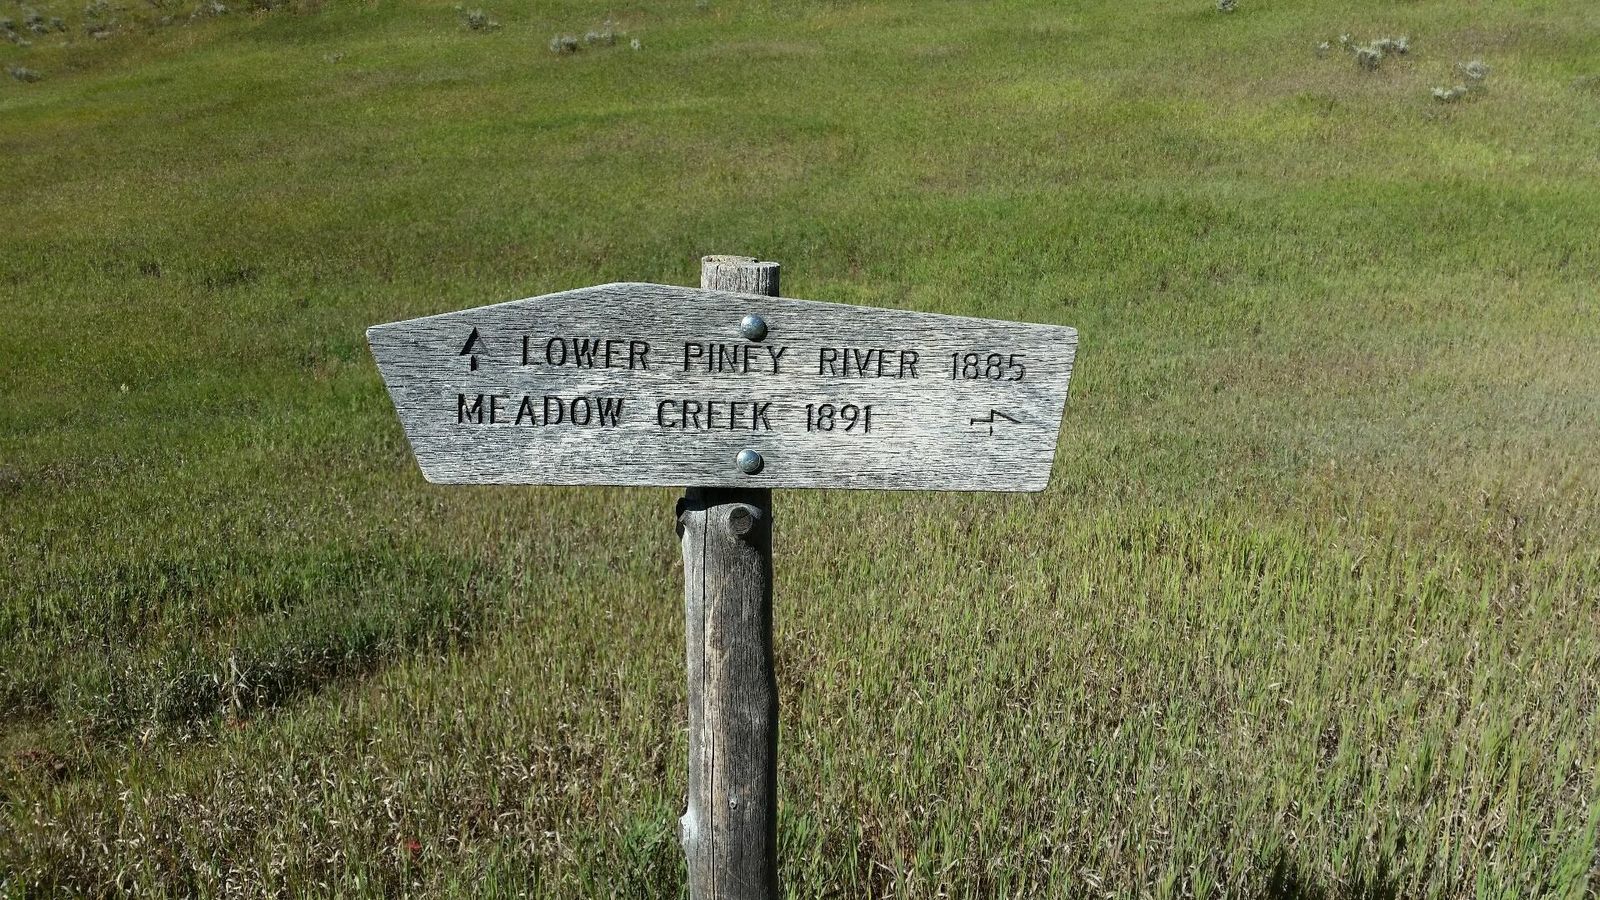 LOWER PINEY RIVER 1885
MEADOW CREEK 1891